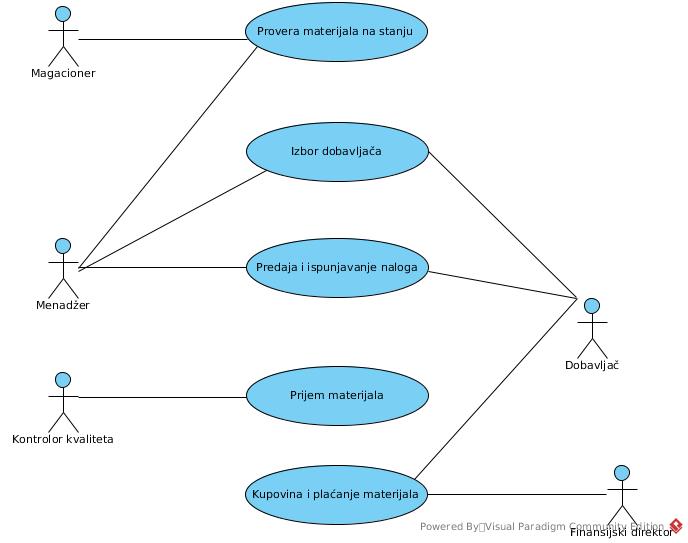 Provera materijala na stanju
Magacioner
Izbor dobavljača
Predaja i ispunjavanje naloga
Menadžer
Dobavljač
Prijem materijala
Kontrolor kvaliteta
Kupovina i plaćanje materijala
Powered By Visual Paradigm Community Edition
Finansijski direktor